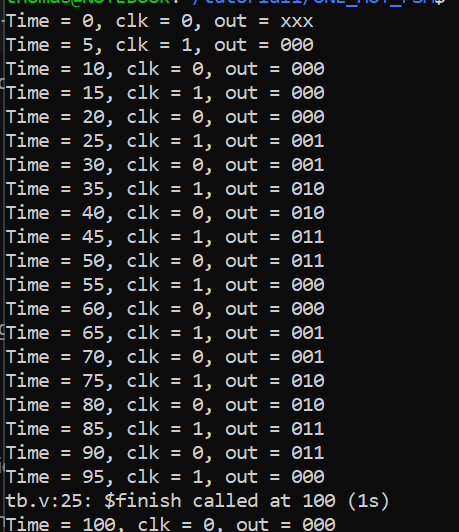 thomas@NOTEBOOK: ~/tutorial1/ONE_HOT_FSM$
Time = 0, clk = 0, out = xxx
Time = 5, clk = 1, out = 000
Time = 10, clk = 0, out = 000
Time = 15, clk = 1, out = 000
Time = 20, clk = 0, out = 000
Time = 25, clk = 1, out = 001
Time = 30, clk = 0, out = 001
Time = 35, clk = 1, out = 010
Time = 40, clk = 0, out = 010
Time = 45, clk = 1, out = 011
Time = 50, clk = 0, out = 011
Time = 55, clk = 1, out = 000
Time = 60, clk = 0, out = 000
Time = 65, clk = 1, out = 001
Time = 70, clk = 0, out = 001
Time = 75, clk = 1, out = 010
Time = 80, clk = 0, out = 010
Time = 85, clk = 1, out = 011
Time = 90, clk = 0, out = 011
Time = 95, clk = 1, out = 000
tb.v:25: $finish called at 100 (1s)
Time = 100, clk = 0, out = 000